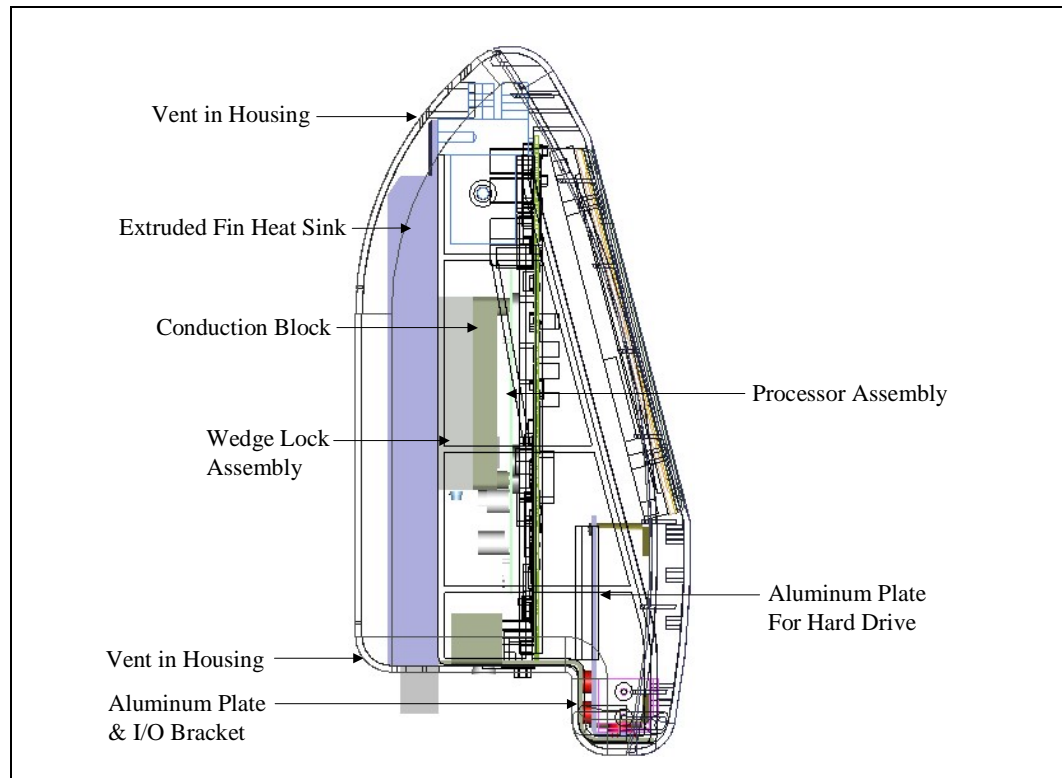 Vent in Housing
Extruded Fin Heat Sink
Conduction Block
Processor Assembly
Wedge Lock
Assembly
Aluminum Plate
For Hard Drive
Vent in Housing
Aluminum Plate
& I/O Bracket